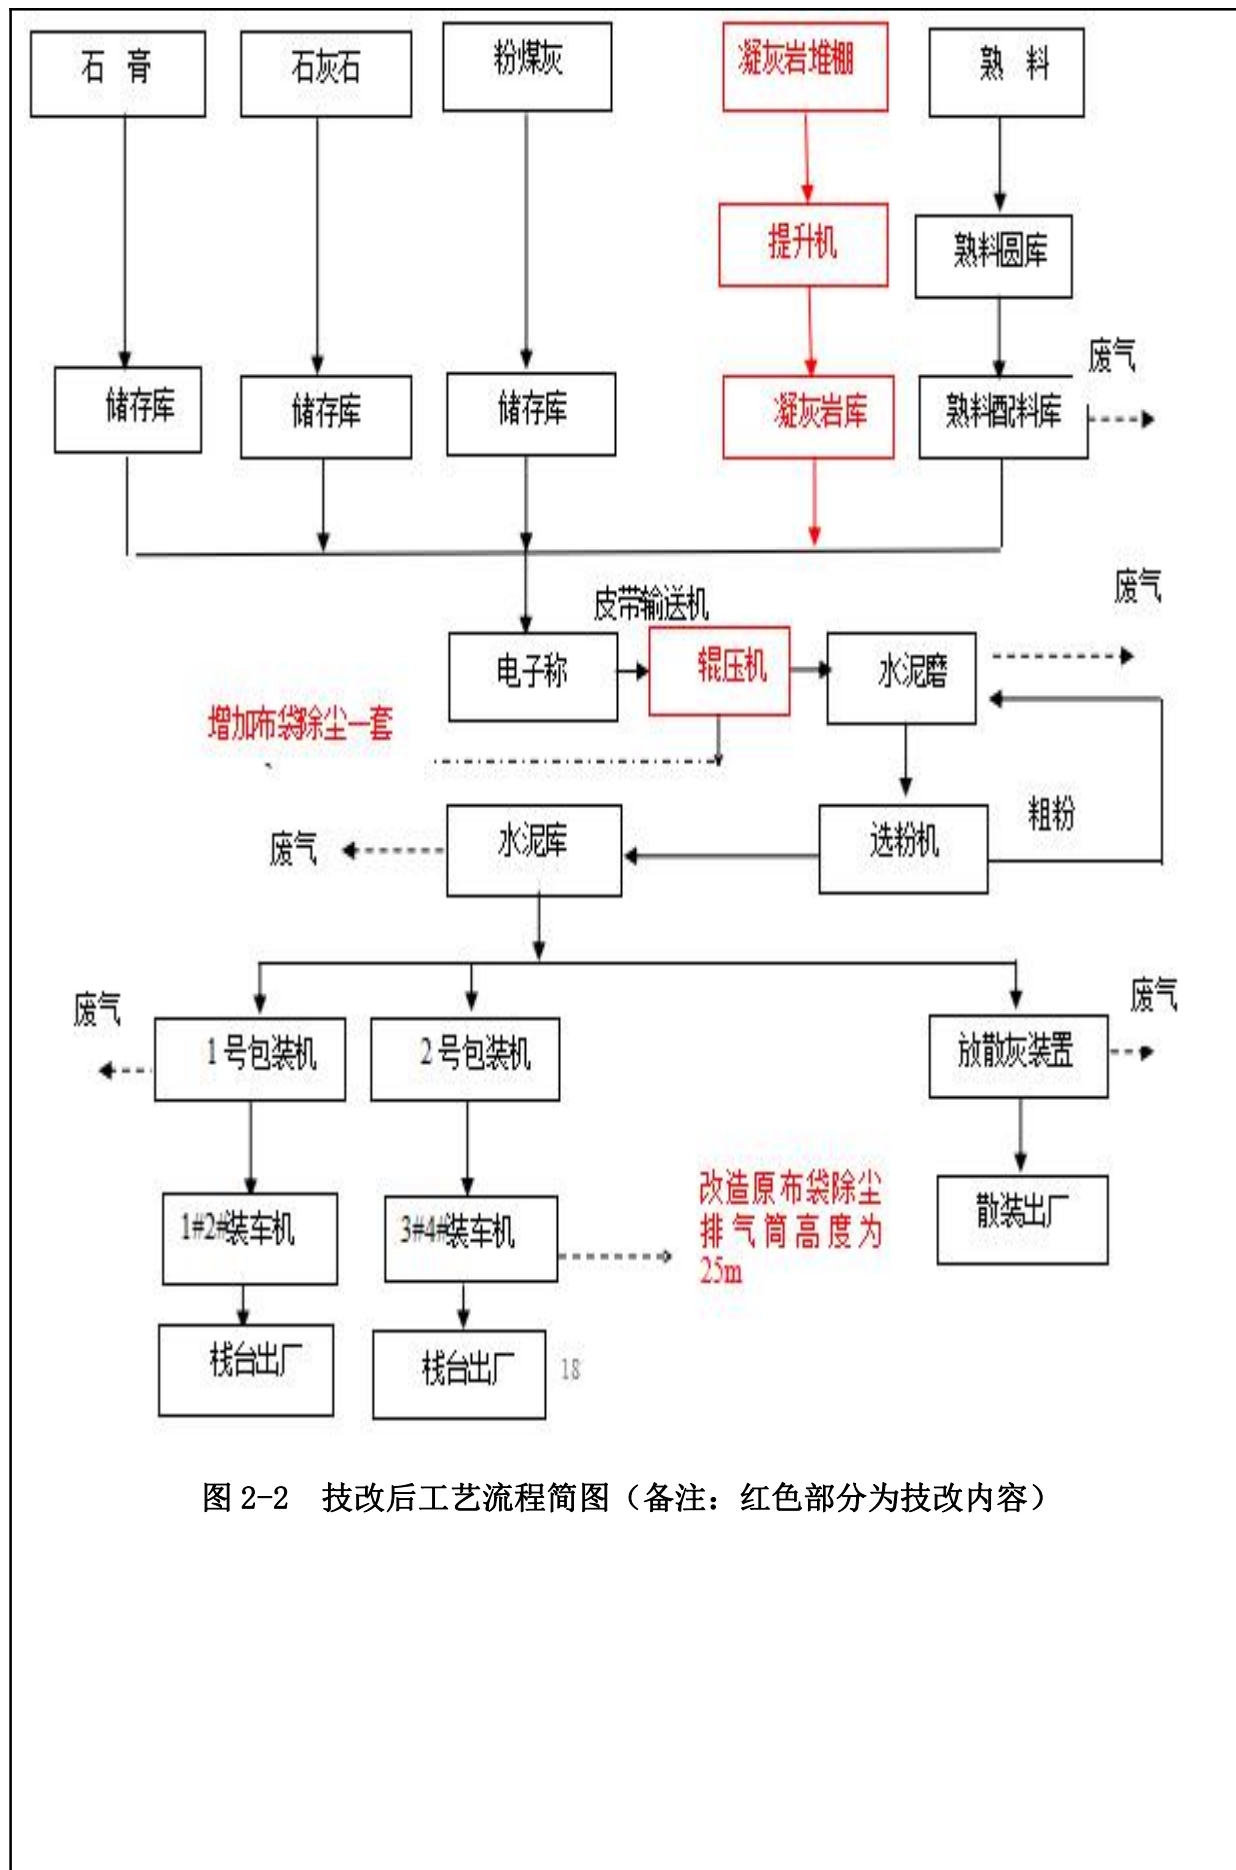 石 膏
石灰石
粉煤灰
凝灰岩堆棚
熟 料
提升机
熟料圆库
废气
储存库
储存库
储存库
凝灰岩库
熟料配料库
废气
皮带输送机
电子称
辊压机
水泥磨
增加布袋除尘一套
粗粉
废气
水泥库
选粉机
废气
废气
1号包装机
2号包装机
放散灰装置
改造原布袋除尘
排气筒高度为
25m
1#2#装车机
3#4#装车机
散装出厂
栈台出厂
栈台出厂
18
图 2-2 技改后工艺流程简图（备注：红色部分为技改内容）